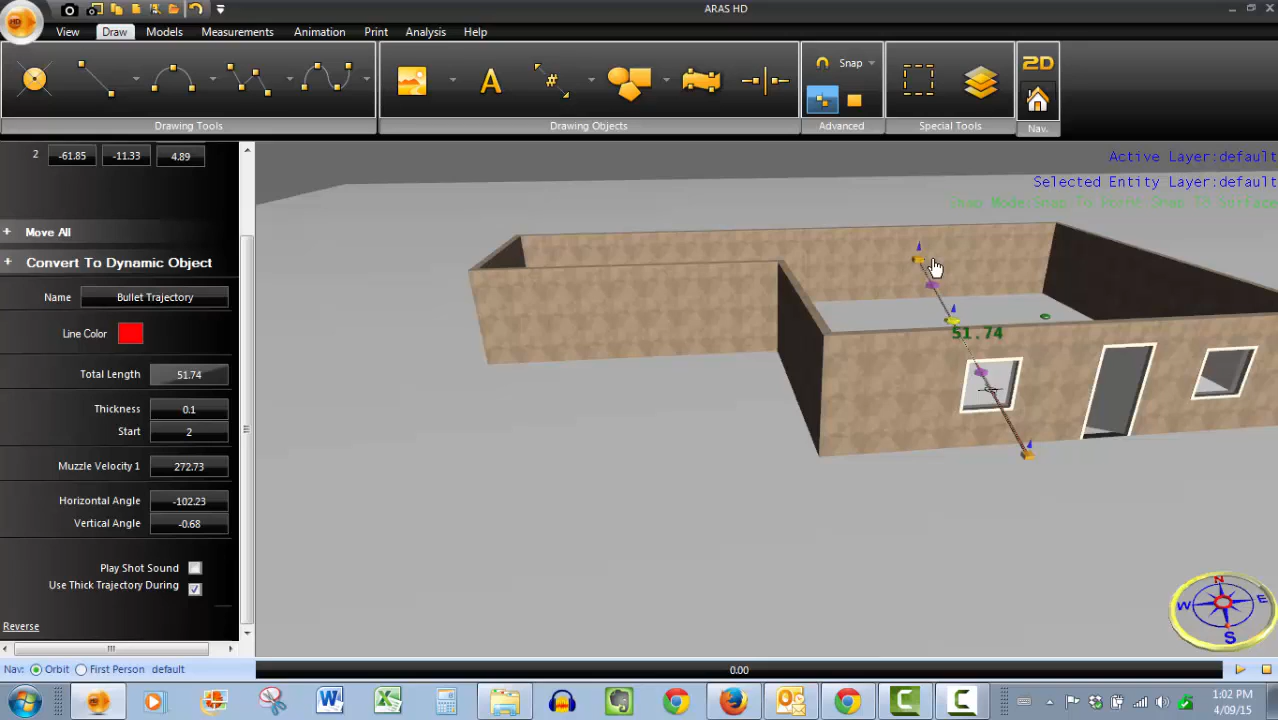 HD
ARAS HD
View Draw Models Measurements Animation Print Analysis Help
A # Snap 2D
Drawing Tools Drawing Objects Advanced Special Tools Nav.
2 -61.85 -11.33 4.89
Active Layer:default
Selected Entity Layer:default
Snap Mode:Snap To Point Snap To Surface
+ Move All
+ Convert To Dynamic Object
Name Bullet Trajectory
Line Color
Total Length 51.74
Thickness 0.1
Start 2
Muzzle Velocity 1 272.73
Horizontal Angle -102.23
Vertical Angle -0.68
Play Shot Sound
Use Thick Trajectory During
Reverse
51.74
N
W E
S
Nav: Orbit First Person default 0.00
1:02 PM
4/09/15